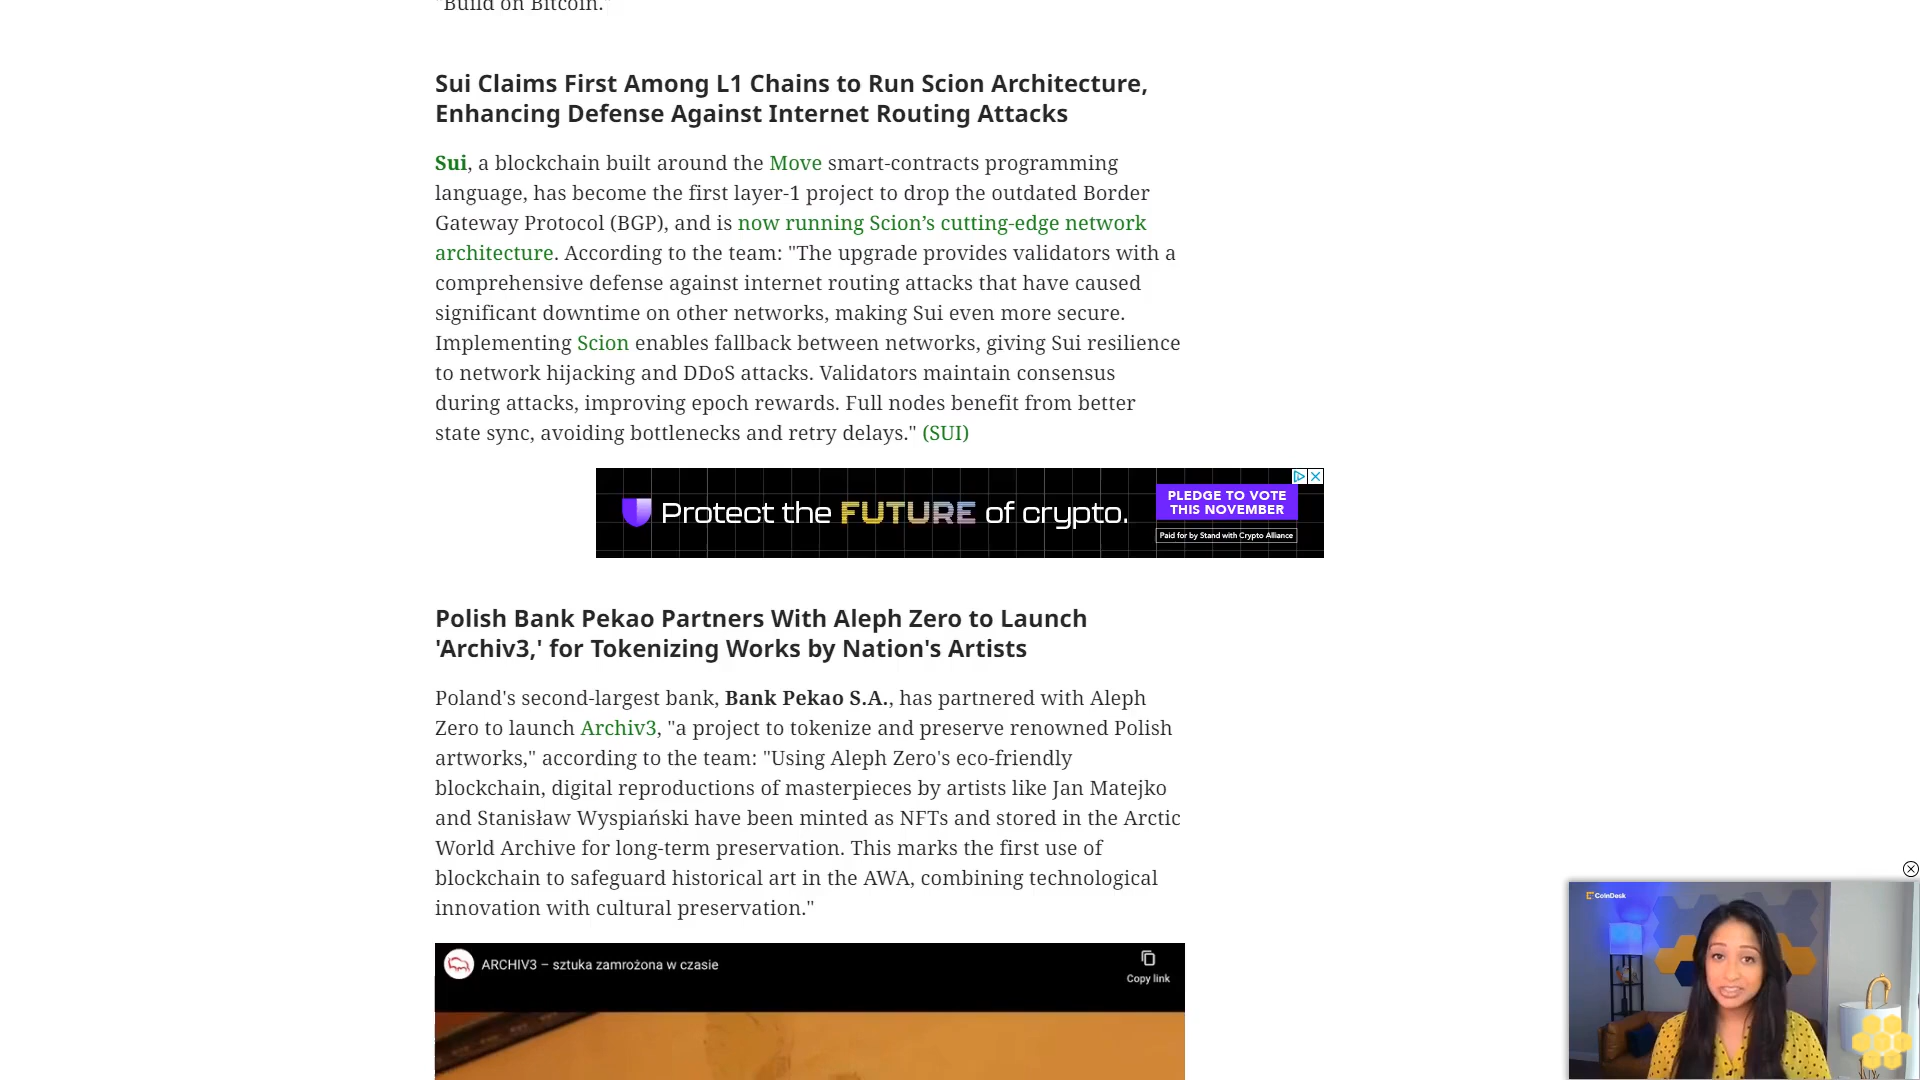 "Build on Bitcoin."
Sui Claims First Among L1 Chains to Run Scion Architecture,
Enhancing Defense Against Internet Routing Attacks
Sui, a blockchain built around the Move smart-contracts programming
language, has become the first layer-1 project to drop the outdated Border
Gateway Protocol (BGP), and is now running Scion’s cutting-edge network
architecture. According to the team: "The upgrade provides validators with a
comprehensive defense against internet routing attacks that have caused
significant downtime on other networks, making Sui even more secure.
Implementing Scion enables fallback between networks, giving Sui resilience
to network hijacking and DDoS attacks. Validators maintain consensus
during attacks, improving epoch rewards. Full nodes benefit from better
state sync, avoiding bottlenecks and retry delays." (SUI)
Protect the FUTURE of crypto.
PLEDGE TO VOTE
THIS NOVEMBER
Paid for by Stand with Crypto Alliance
Polish Bank Pekao Partners With Aleph Zero to Launch
'Archiv3,' for Tokenizing Works by Nation's Artists
Poland's second-largest bank, Bank Pekao S.A., has partnered with Aleph
Zero to launch Archiv3, "a project to tokenize and preserve renowned Polish
artworks," according to the team: "Using Aleph Zero's eco-friendly
blockchain, digital reproductions of masterpieces by artists like Jan Matejko
and Stanisław Wyspiański have been minted as NFTs and stored in the Arctic
World Archive for long-term preservation. This marks the first use of
blockchain to safeguard historical art in the AWA, combining technological
innovation with cultural preservation."
ARCHIV3 – sztuka zamrożona w czasie
Copy link
CoinDesk